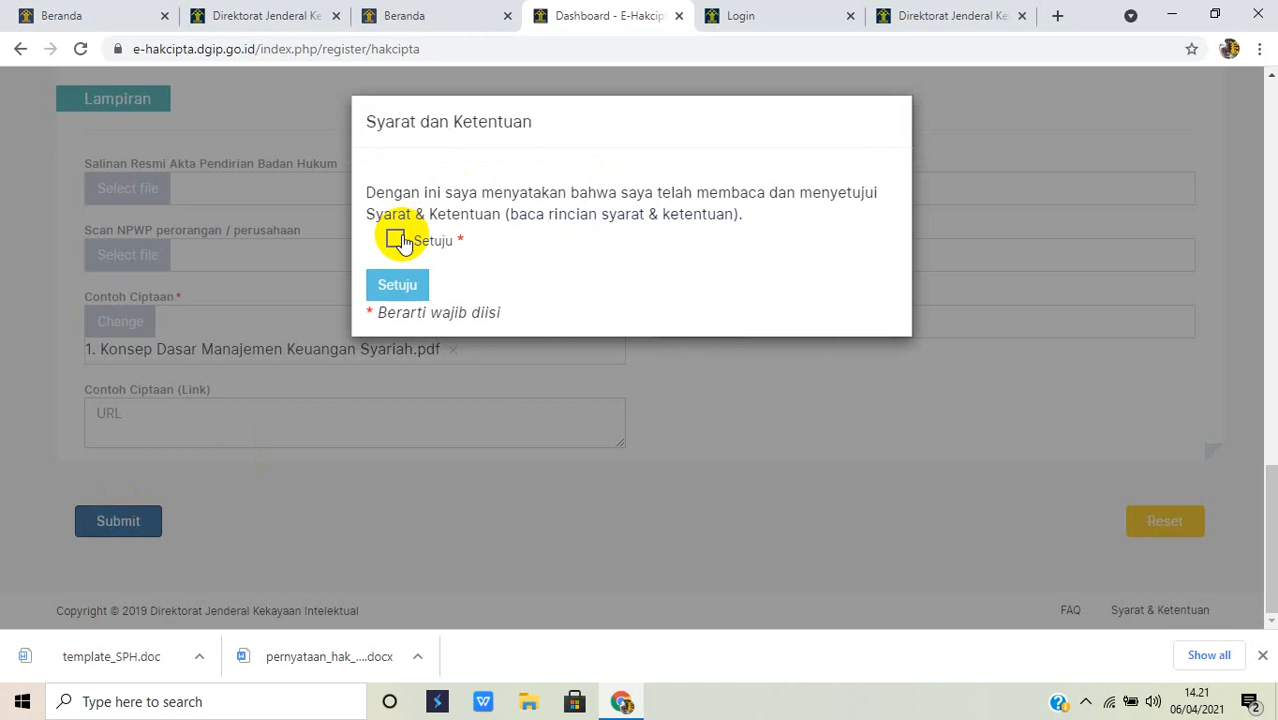 Beranda
Direktorat Jenderal Ke
Beranda
Dashboard - E-Hakcipt
Login
Direktorat Jenderal Ke
e-hakcipta.dgip.go.id/index.php/register/hakcipta
Lampiran
Syarat dan Ketentuan
Salinan Resmi Akta Pendirian Badan Hukum
Select file
Dengan ini saya menyatakan bahwa saya telah membaca dan menyetujui
Syarat & Ketentuan (baca rincian syarat & ketentuan).
Scan NPWP perorangan / perusahaan
Select file
Setuju *
Setuju
* Berarti wajib diisi
Contoh Ciptaan *
Change
1. Konsep Dasar Manajemen Keuangan Syariah.pdf
Contoh Ciptaan (Link)
URL
Submit
Reset
Copyright © 2019 Direktorat Jenderal Kekayaan Intelektual
FAQ
Syarat & Ketentuan
template_SPH.doc
pernyataan_hak_....docx
Show all
Type here to search
14.21
06/04/2021
2